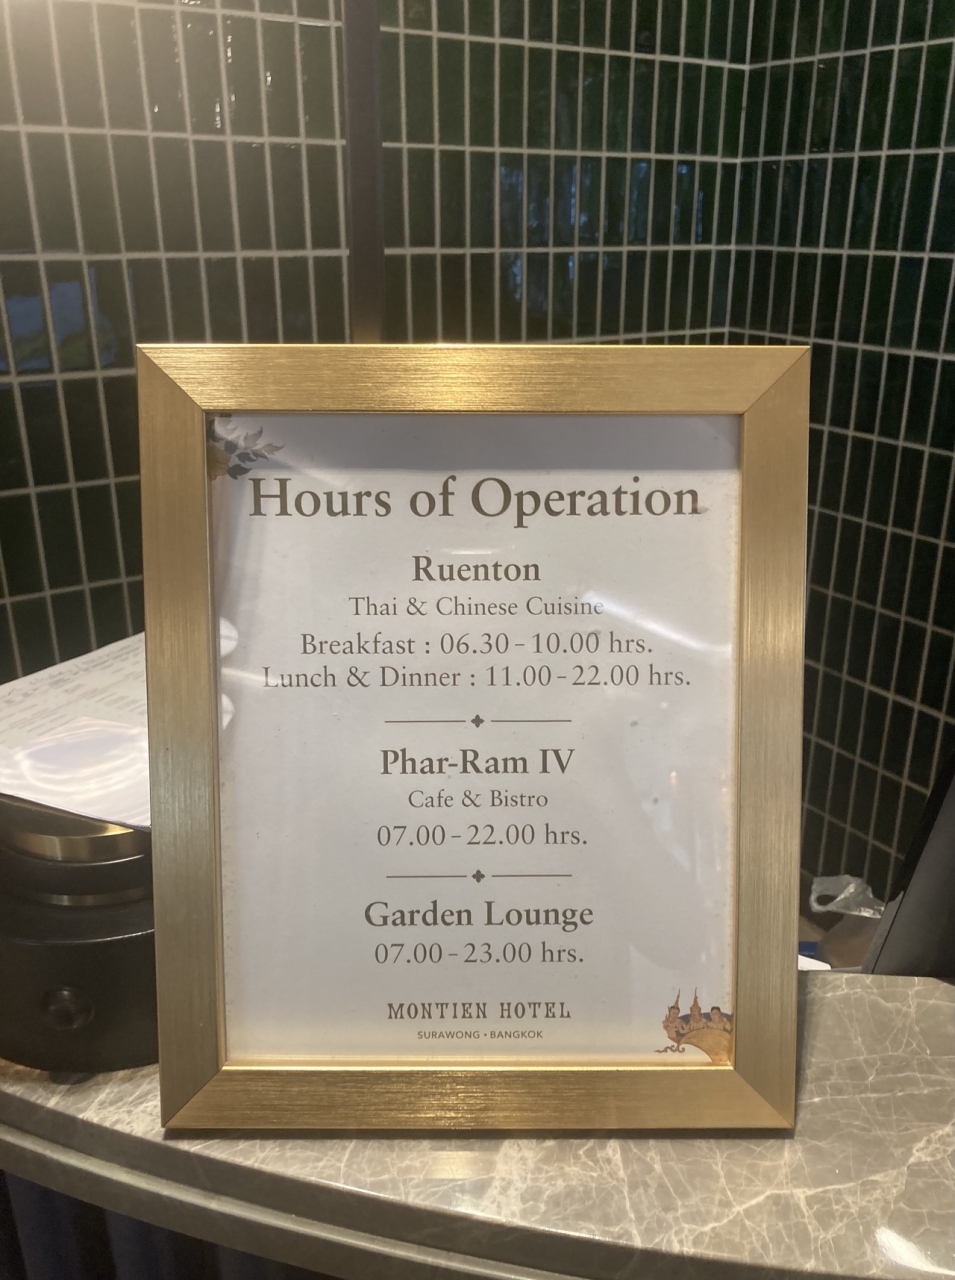 Hours of Operation
Ruenton
Thai & Chinese Cuisine
Breakfast : 06.30 – 10.00 hrs.
Lunch & Dinner : 11.00 – 22.00 hrs.
Phar-Ram IV
Cafe & Bistro
07.00 – 22.00 hrs.
Garden Lounge
07.00 – 23.00 hrs.
MONTIEN HOTEL
SURAWONG • BANGKOK